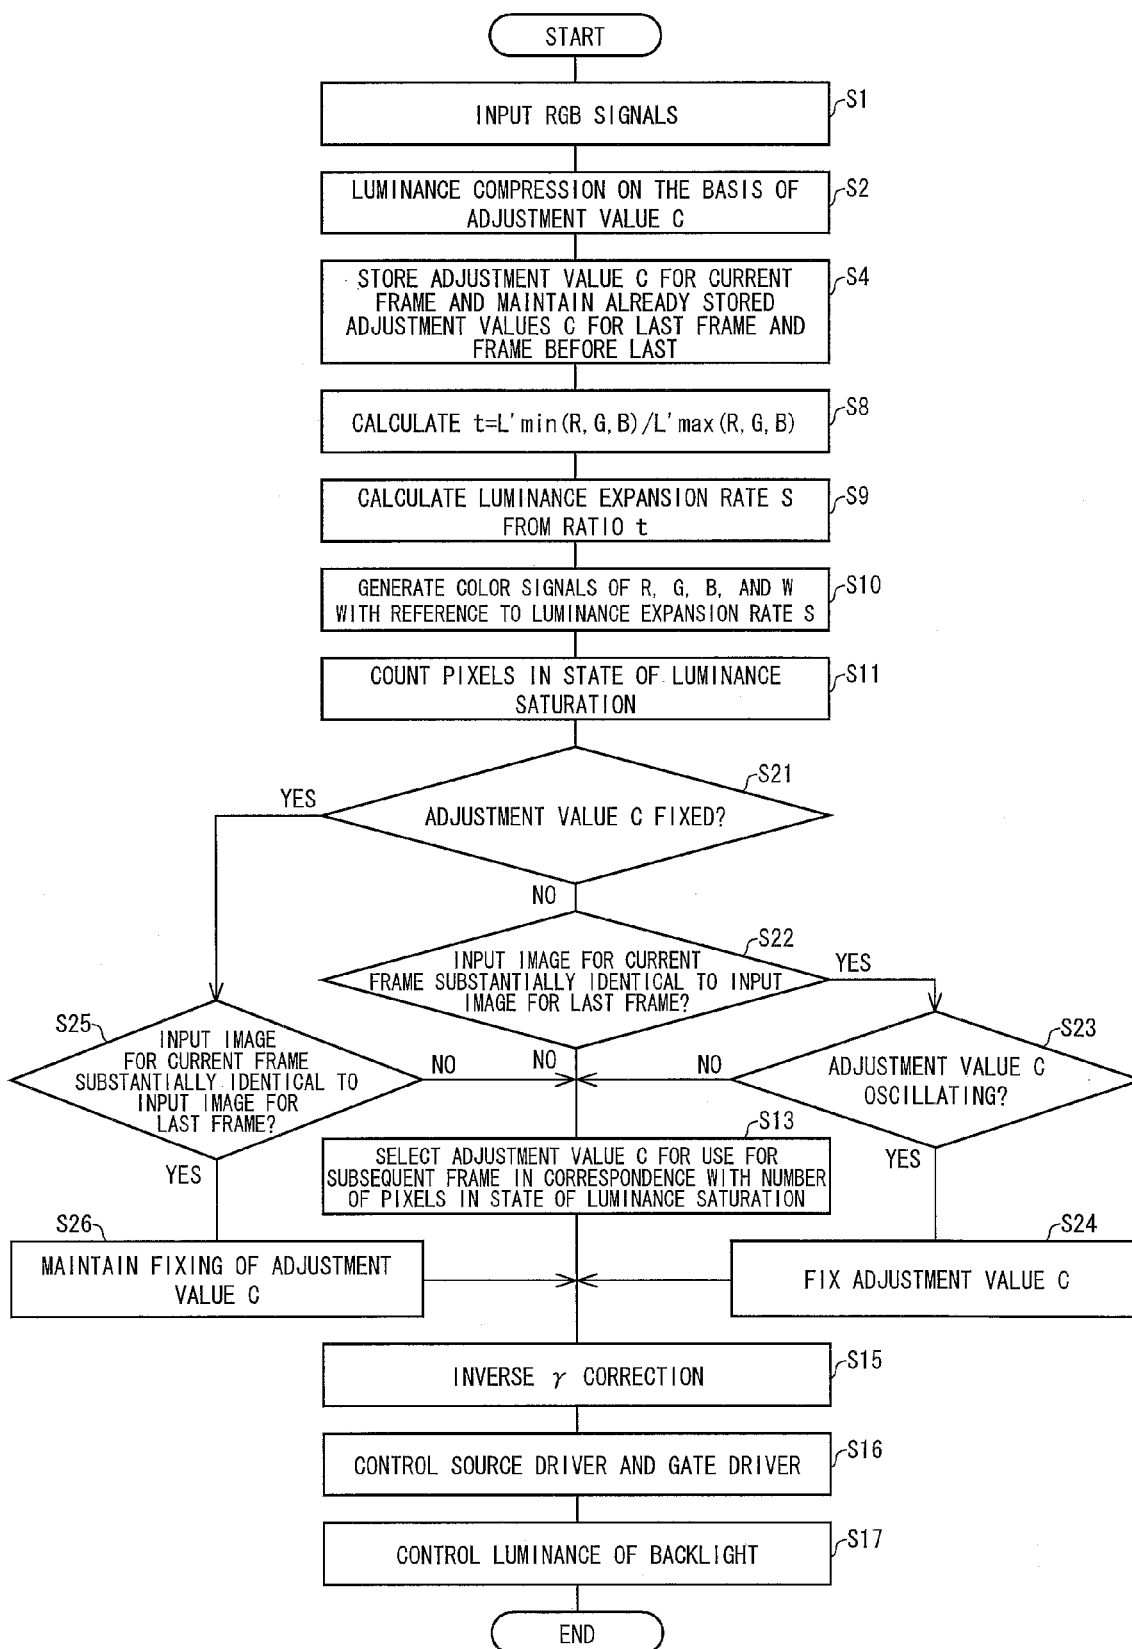 START
INPUT RGB SIGNALS
S1
LUMINANCE COMPRESSION ON THE BASIS OF
ADJUSTMENT VALUE C
S2
STORE ADJUSTMENT VALUE C FOR CURRENT
FRAME AND MAINTAIN ALREADY STORED
ADJUSTMENT VALUES C FOR LAST FRAME AND
FRAME BEFORE LAST
S4
CALCULATE t=L'min(R,G,B)/L'max(R,G,B)
S8
CALCULATE LUMINANCE EXPANSION RATE S
FROM RATIO t
S9
GENERATE COLOR SIGNALS OF R, G, B, AND W
WITH REFERENCE TO LUMINANCE EXPANSION RATE S
S10
COUNT PIXELS IN STATE OF LUMINANCE
SATURATION
S11
ADJUSTMENT VALUE C FIXED?
S21
YES
NO
INPUT IMAGE FOR CURRENT
FRAME SUBSTANTIALLY IDENTICAL TO INPUT
IMAGE FOR LAST FRAME?
S22
YES
NO
S25
INPUT IMAGE
FOR CURRENT FRAME
SUBSTANTIALLY IDENTICAL TO
INPUT IMAGE FOR
LAST FRAME?
NO
YES
S23
ADJUSTMENT VALUE C
OSCILLATING?
NO
YES
S13
SELECT ADJUSTMENT VALUE C FOR USE FOR
SUBSEQUENT FRAME IN CORRESPONDENCE WITH NUMBER
OF PIXELS IN STATE OF LUMINANCE SATURATION
S26
MAINTAIN FIXING OF ADJUSTMENT
VALUE C
S24
FIX ADJUSTMENT VALUE C
INVERSE γ CORRECTION
S15
CONTROL SOURCE DRIVER AND GATE DRIVER
S16
CONTROL LUMINANCE OF BACKLIGHT
S17
END